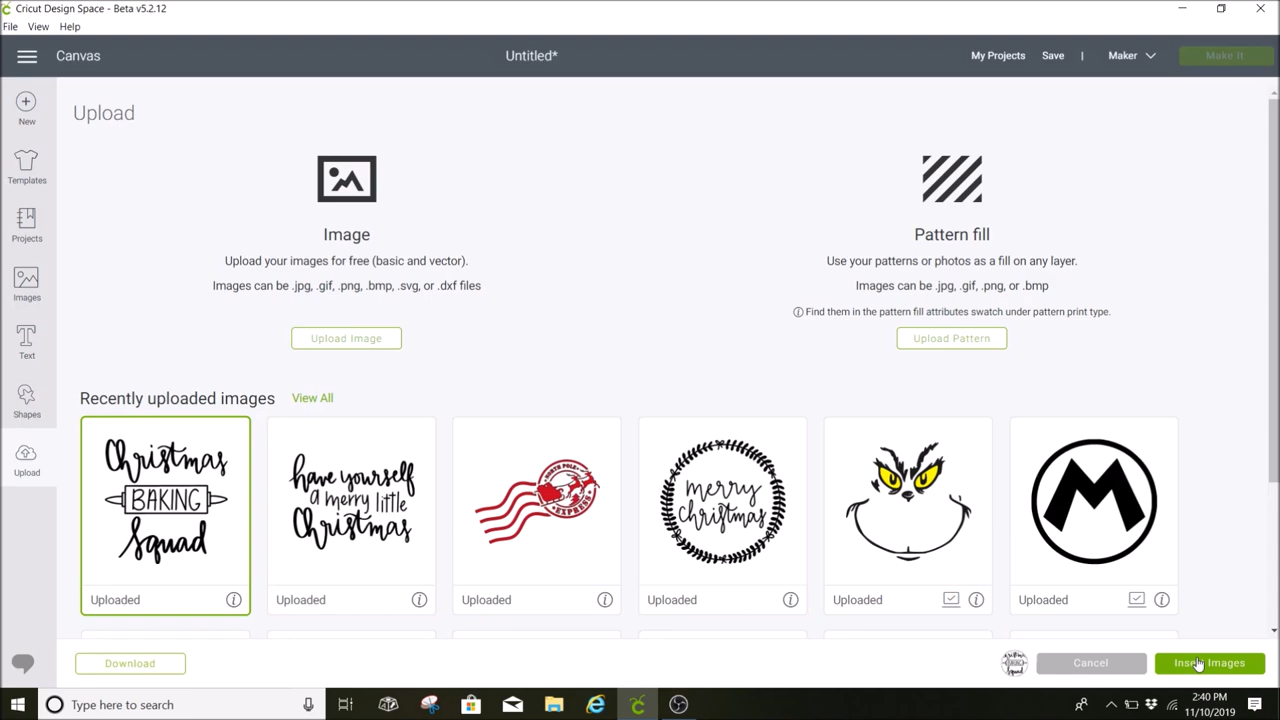 Cricut Design Space - Beta v5.2.12
File View Help
Canvas
Untitled*
My Projects Save | Maker Make It
New
Templates
Projects
Images
Text
Shapes
Upload
Upload
Image
Upload your images for free (basic and vector).
Images can be .jpg, .gif, .png, .bmp, .svg, or .dxf files
Upload Image
Pattern fill
Use your patterns or photos as a fill on any layer.
Images can be .jpg, .gif, .png, or .bmp
Find them in the pattern fill attributes swatch under pattern print type.
Upload Pattern
Recently uploaded images View All
Christmas
BAKING
Squad
Uploaded
have yourself
a merry little
Christmas
Uploaded
NORTH POLE
EXPRESS
Uploaded
merry
christmas
Uploaded
Uploaded
M
Uploaded
Download
Christmas
BAKING
Squad
Cancel
Insert Images
Type here to search
2:40 PM
11/10/2019